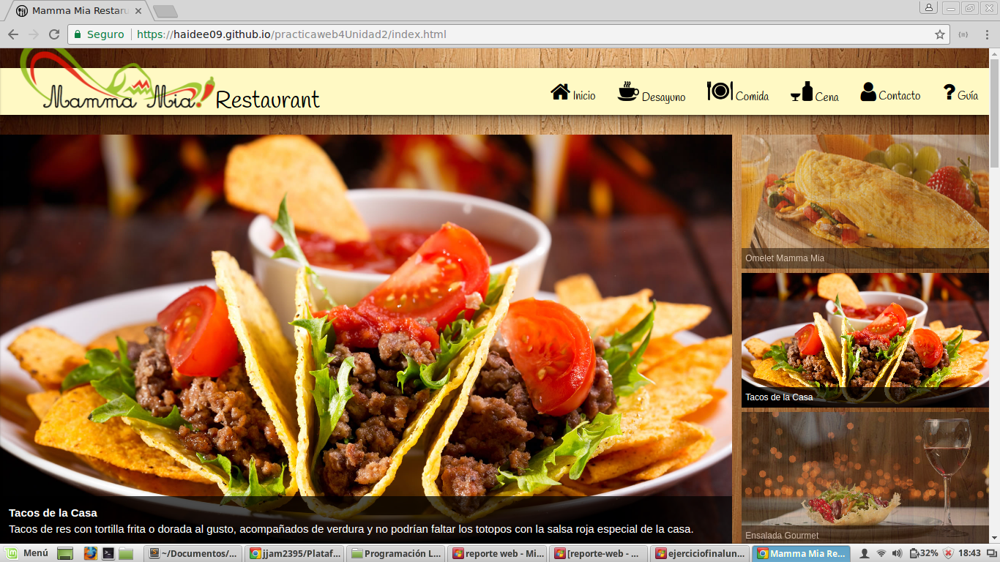 Mamma Mia Restaru
Seguro
https://haidee09.github.io/practicaweb4Unidad2/index.html
Mamma Mia! Restaurant
Inicio
Desayuno
Comida
Cena
Contacto
? Guía
Omelet Mamma Mia
Tacos de la Casa
Ensalada Gourmet
Tacos de la Casa
Tacos de res con tortilla frita o dorada al gusto, acompañados de verdura y no podrían faltar los totopos con la salsa roja especial de la casa.
Menú
~/Documentos/...
jjam2395/Plataf...
Programación L...
reporte web - Mi...
[reporte-web - ...
ejerciciofinalun...
Mamma Mia Re...
32%
18:43